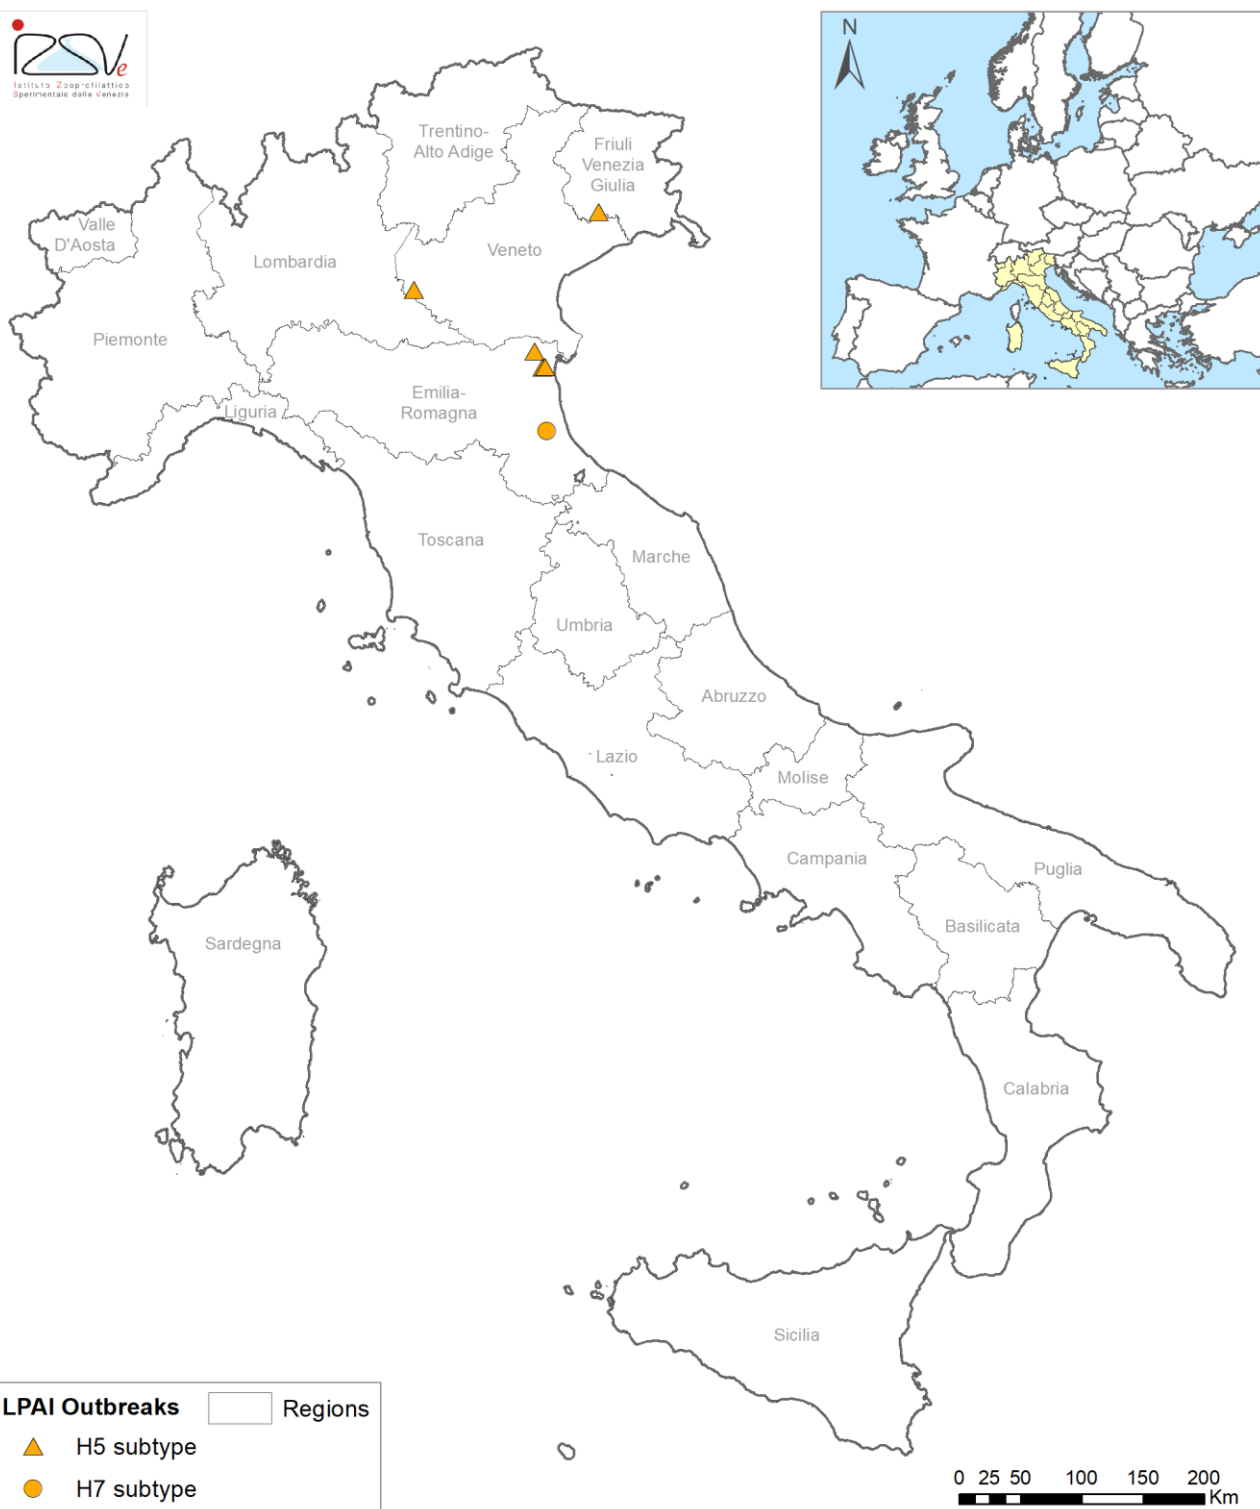 Istituto Zooprofilattico
Sperimentale delle Venezie
N
Trentino-
Alto Adige
Friuli
Venezia
Giulia
Valle
D'Aosta
Lombardia
Veneto
Piemonte
Emilia-
Romagna
Liguria
Toscana
Marche
Umbria
Abruzzo
Lazio
Molise
Campania
Puglia
Basilicata
Sardegna
Calabria
Sicilia
LPAI Outbreaks
Regions
H5 subtype
H7 subtype
0 25 50 100 150 200
Km